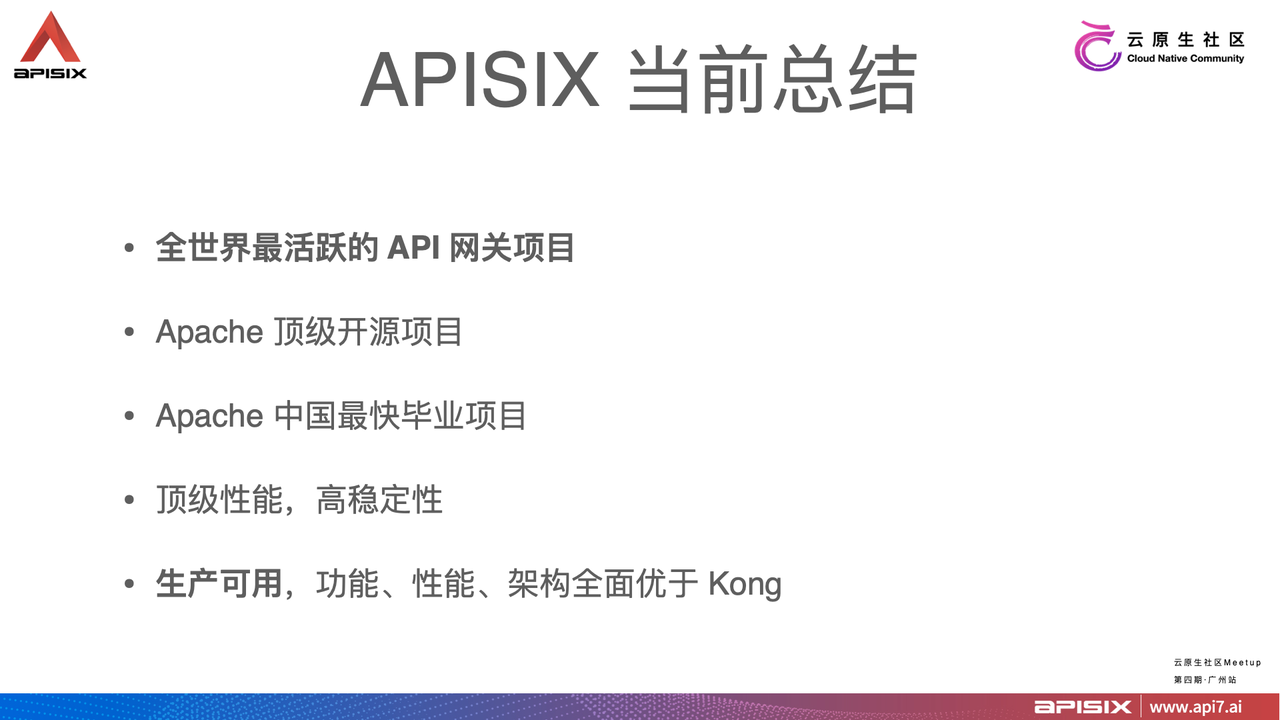 APISIX
云原生社区
Cloud Native Community
APISIX 当前总结
• 全世界最活跃的 API 网关项目
• Apache 顶级开源项目
• Apache 中国最快毕业项目
• 顶级性能，高稳定性
• 生产可用，功能、性能、架构全面优于 Kong
云原生社区Meetup
第四期·广州站
APISIX | www.api7.ai